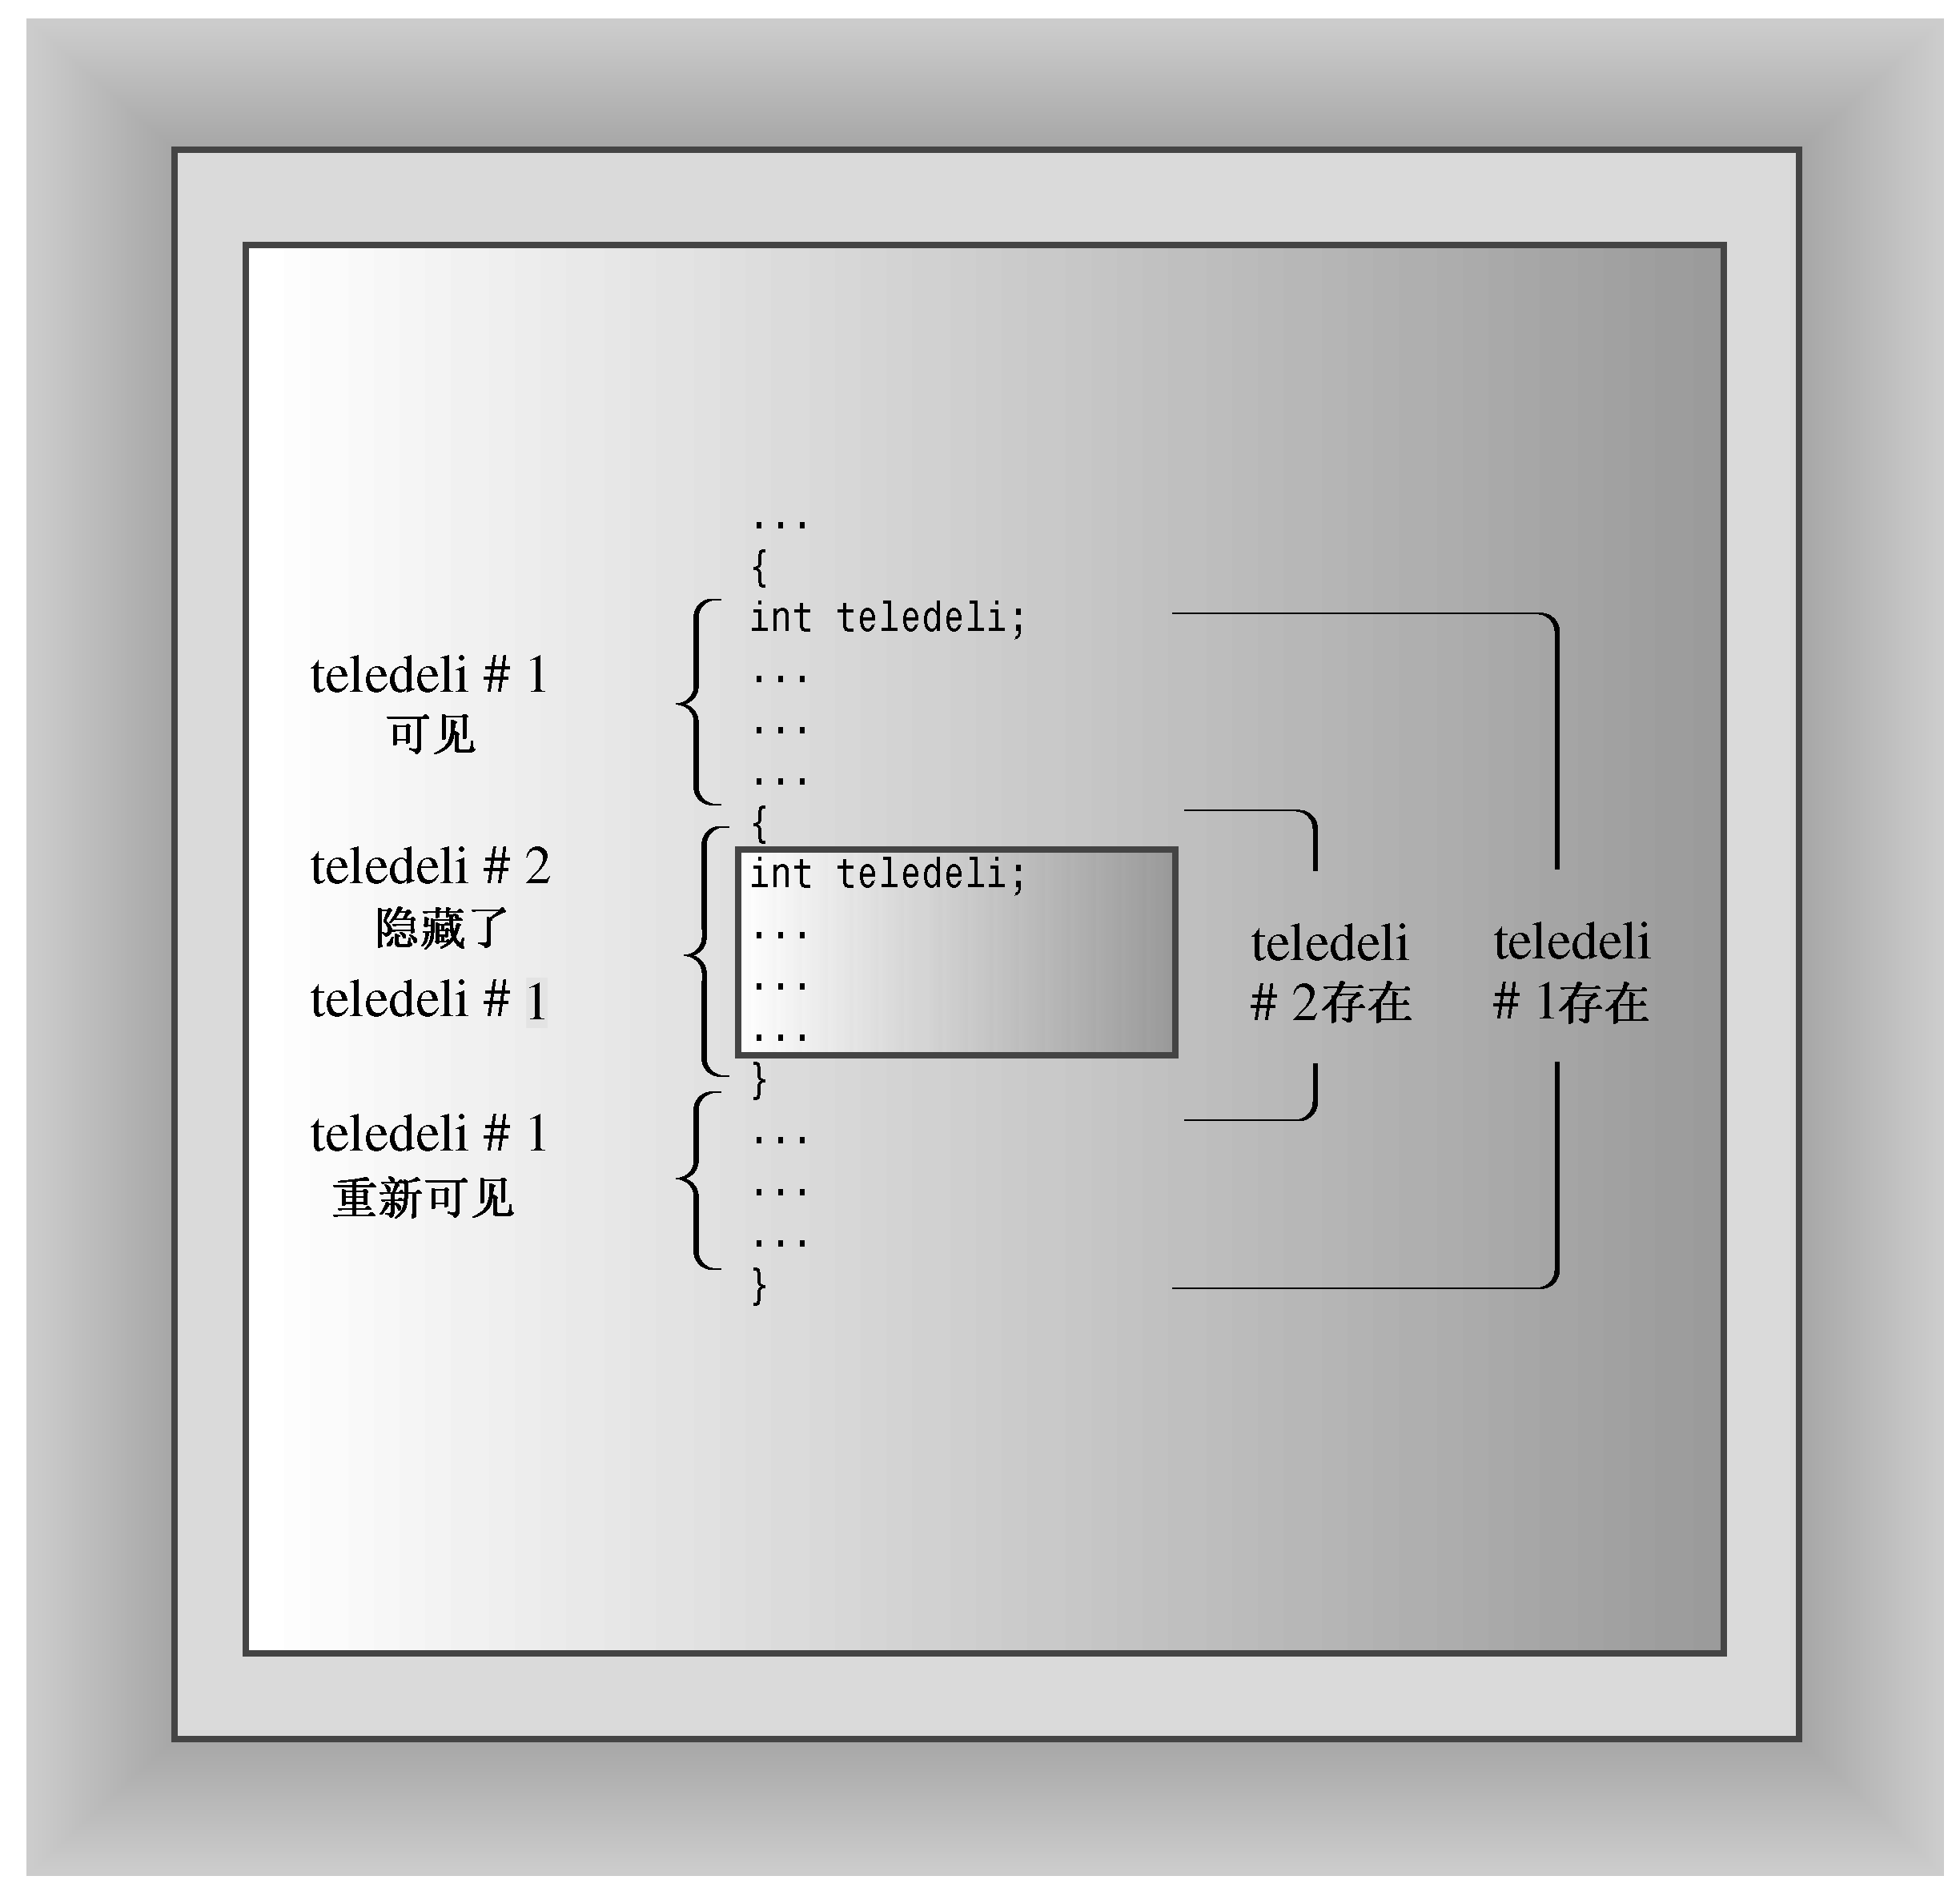 ...
{
int teledeli;
...
...
...
{
int teledeli;
...
...
...
}
...
...
...
}
teledeli # 1
可见
teledeli # 2
隐藏了
teledeli # 1
teledeli # 1
重新可见
teledeli
# 2存在
teledeli
# 1存在